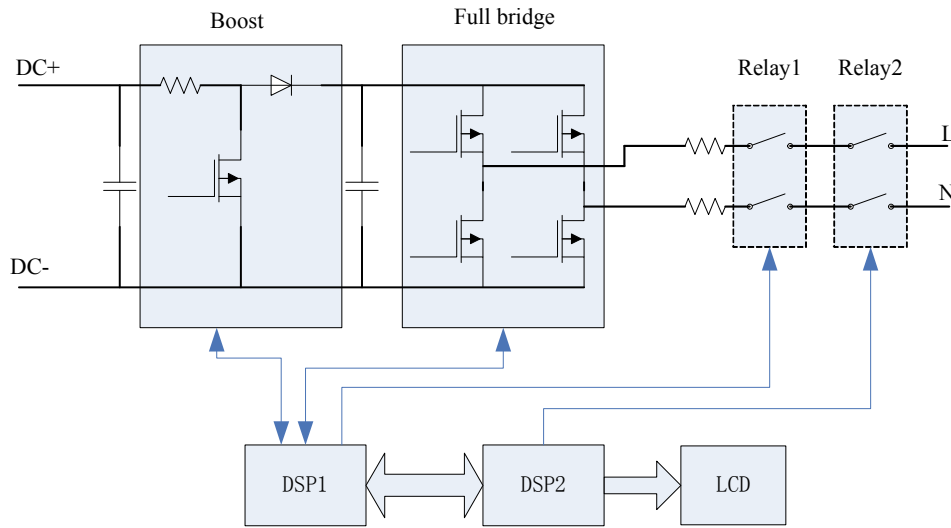 Boost
Full bridge
DC+
Relay1
Relay2
L
N
DC-
DSP1
DSP2
LCD